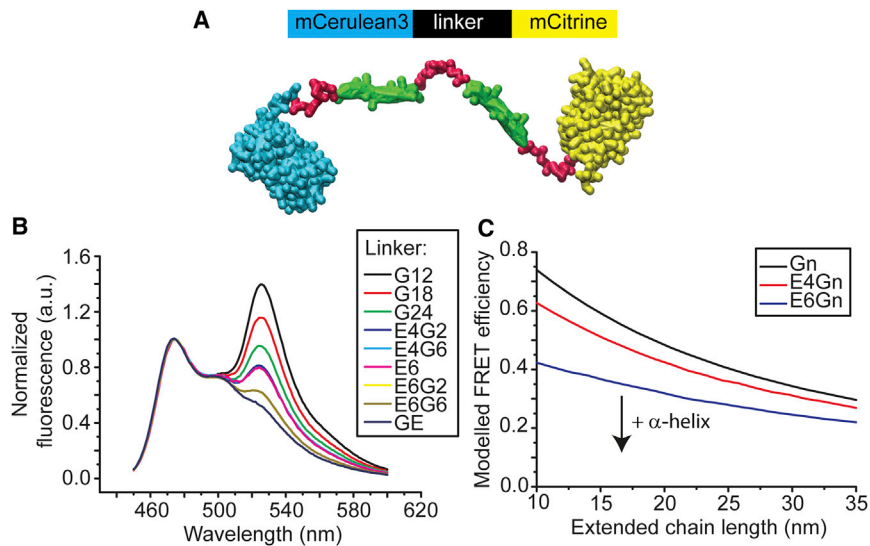 A
mCerulean3 linker mCitrine
B
Normalized
fluorescence (a.u.)
1.6
1.2
0.8
0.4
0.0
460 500 540 580 620
Wavelength (nm)
Linker:
G12
G18
G24
E4G2
E4G6
E6
E6G2
E6G6
GE
C
Modelled FRET efficiency
0.8
0.6
0.4
0.2
0.0
10 15 20 25 30 35
Extended chain length (nm)
Gn
E4Gn
E6Gn
+ α-helix